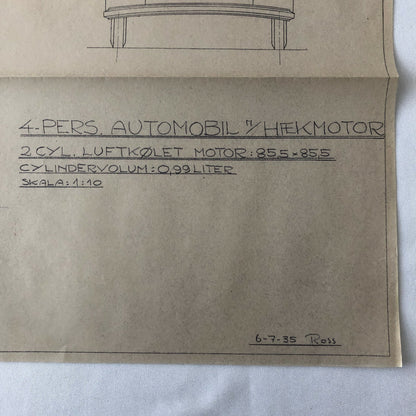 4-PERS. AUTOMOBIL M/HÆKMOTOR
2 CYL. LUFTKØLET MOTOR: 85,5×85,5
CYLINDERVOLUM: 0,99 LITER
SKALA: 1:10
6-7-35 Ross